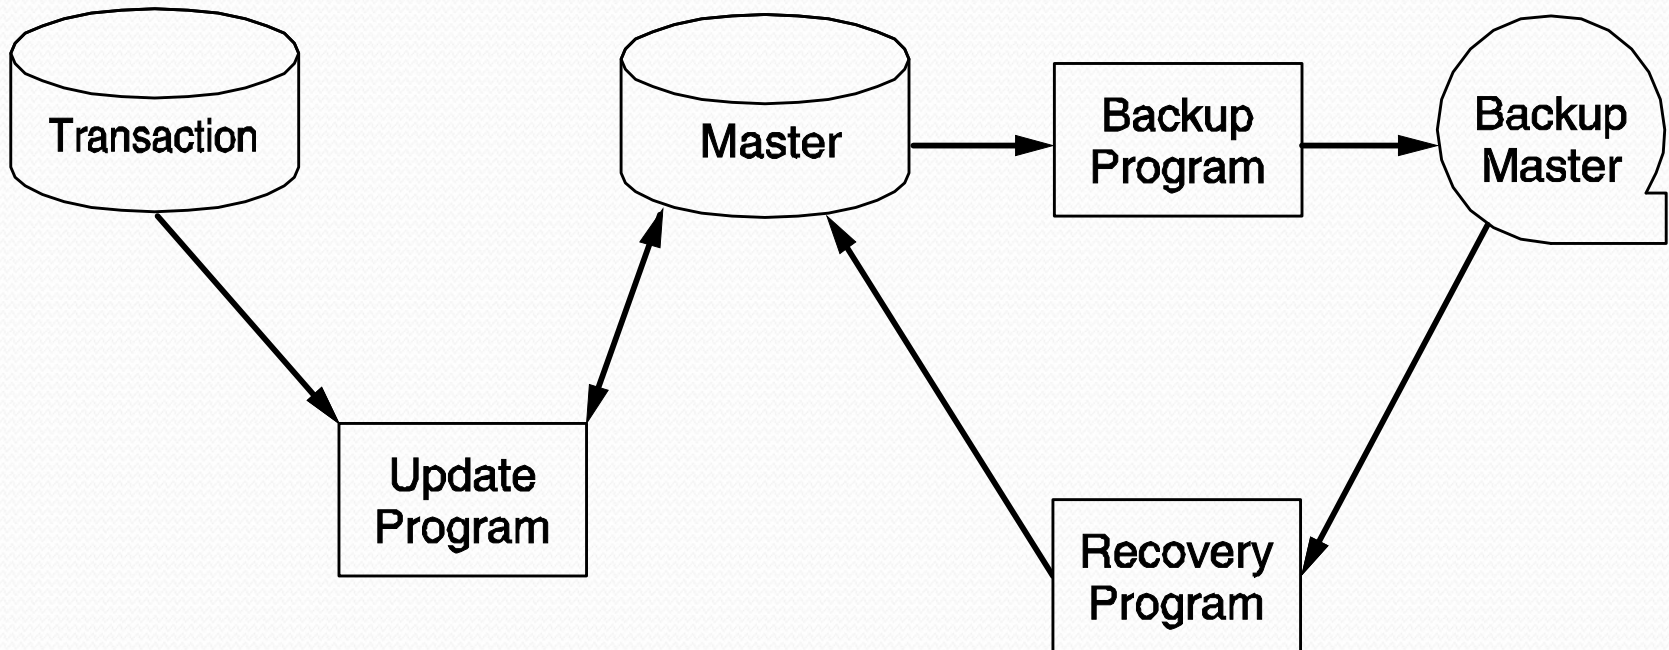 Transaction
Master
Backup
Program
Backup
Master
Update
Program
Recovery
Program